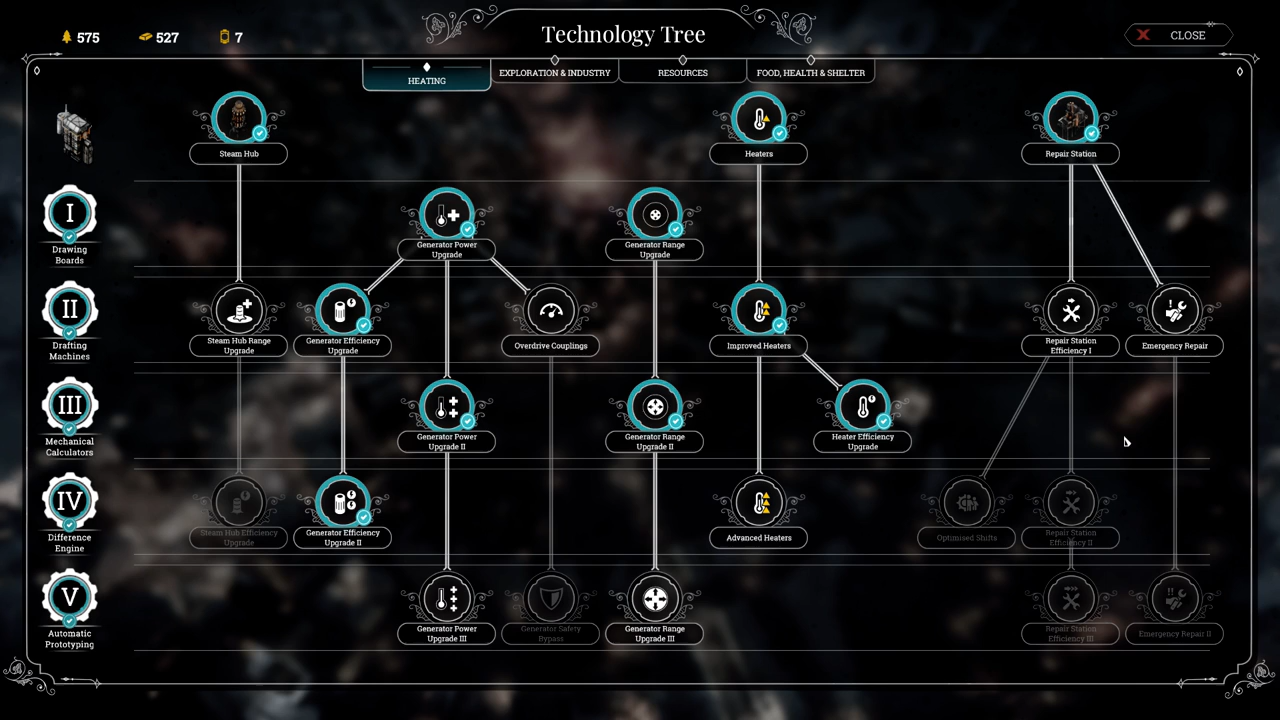 575
527
7
Technology Tree
CLOSE
HEATING
EXPLORATION & INDUSTRY
RESOURCES
FOOD, HEALTH & SHELTER
Steam Hub
Heaters
Repair Station
I
Drawing
Boards
Generator Power
Upgrade
Generator Range
Upgrade
II
Drafting
Machines
Steam Hub Range
Upgrade
Generator Efficiency
Upgrade
Overdrive Couplings
Improved Heaters
Repair Station
Efficiency I
Emergency Repair
III
Mechanical
Calculators
Generator Power
Upgrade II
Generator Range
Upgrade II
Heater Efficiency
Upgrade
IV
Difference
Engine
Steam Hub Efficiency
Upgrade
Generator Efficiency
Upgrade II
Advanced Heaters
Optimised Shifts
Repair Station
Efficiency II
V
Automatic
Prototyping
Generator Power
Upgrade III
Generator Safety
Bypass
Generator Range
Upgrade III
Repair Station
Efficiency III
Emergency Repair II